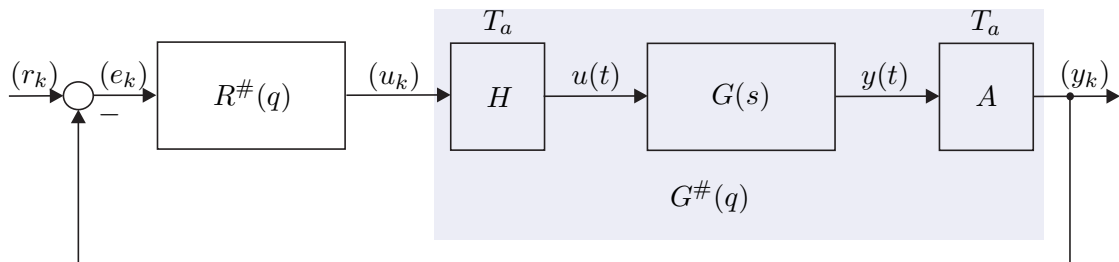 T_a T_a
(r_k) (e_k) R^#(q) (u_k) H u(t) G(s) y(t) A (y_k)
−
G^#(q)